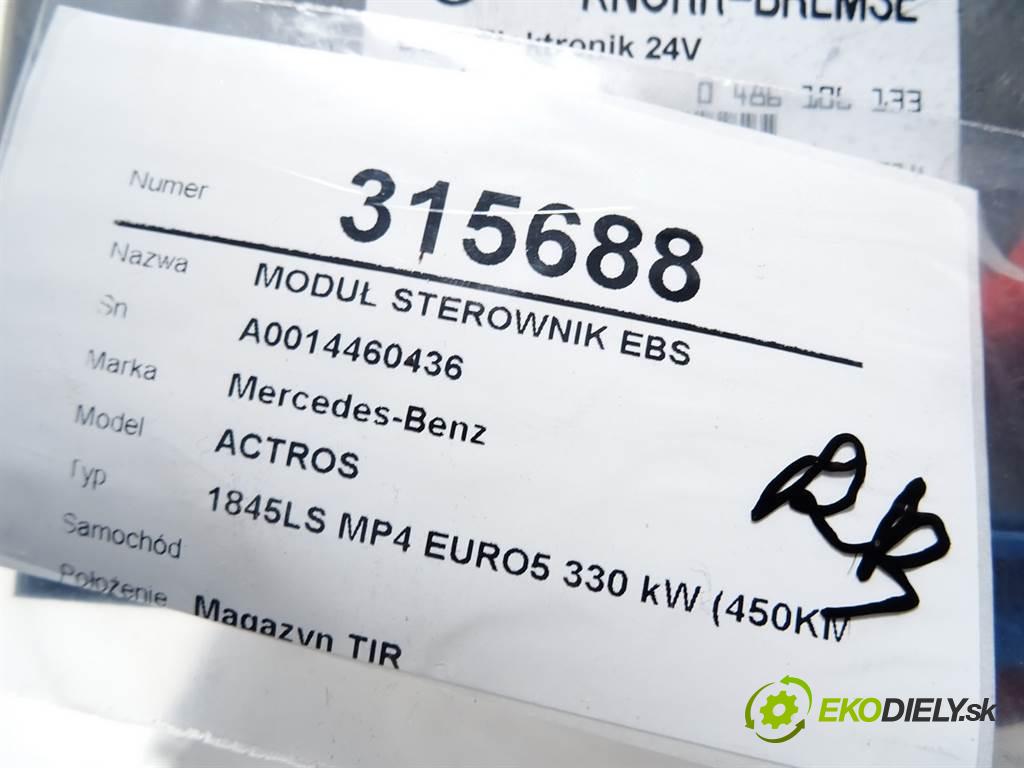 KNORR-BREMSE
Elektronik 24V
0 486 106 133
Numer 315688
Nazwa MODUŁ STEROWNIK EBS
Sn A0014460436
Marka Mercedes-Benz
Model ACTROS
Typ 1845LS MP4 EURO5 330 kW (450KM
Samochód
Położenie Magazyn TIR
EKODIELY.sk